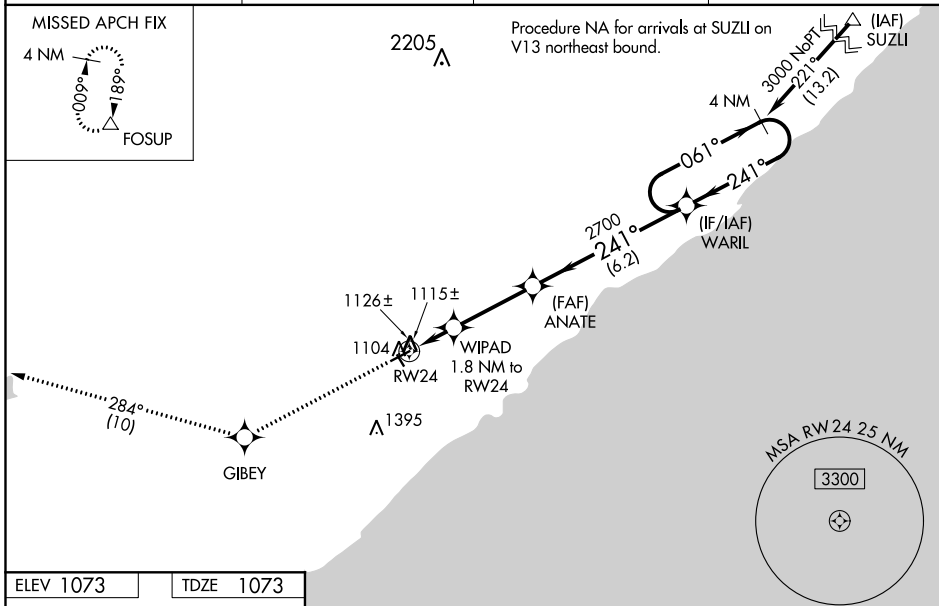 MISSED APCH FIX
4 NM
009°
189°
FOSUP
2205
Procedure NA for arrivals at SUZLI on
V13 northeast bound.
(IAF)
SUZLI
3000 NoPT
221°
(13.2)
4 NM
061°
241°
(IF/IAF)
WARIL
2700
241°
(6.2)
(FAF)
ANATE
1126±
1115±
1104
RW24
WIPAD
1.8 NM to
RW24
1395
284°
(10)
GIBEY
MSA RW24 25 NM
3300
ELEV 1073
TDZE 1073